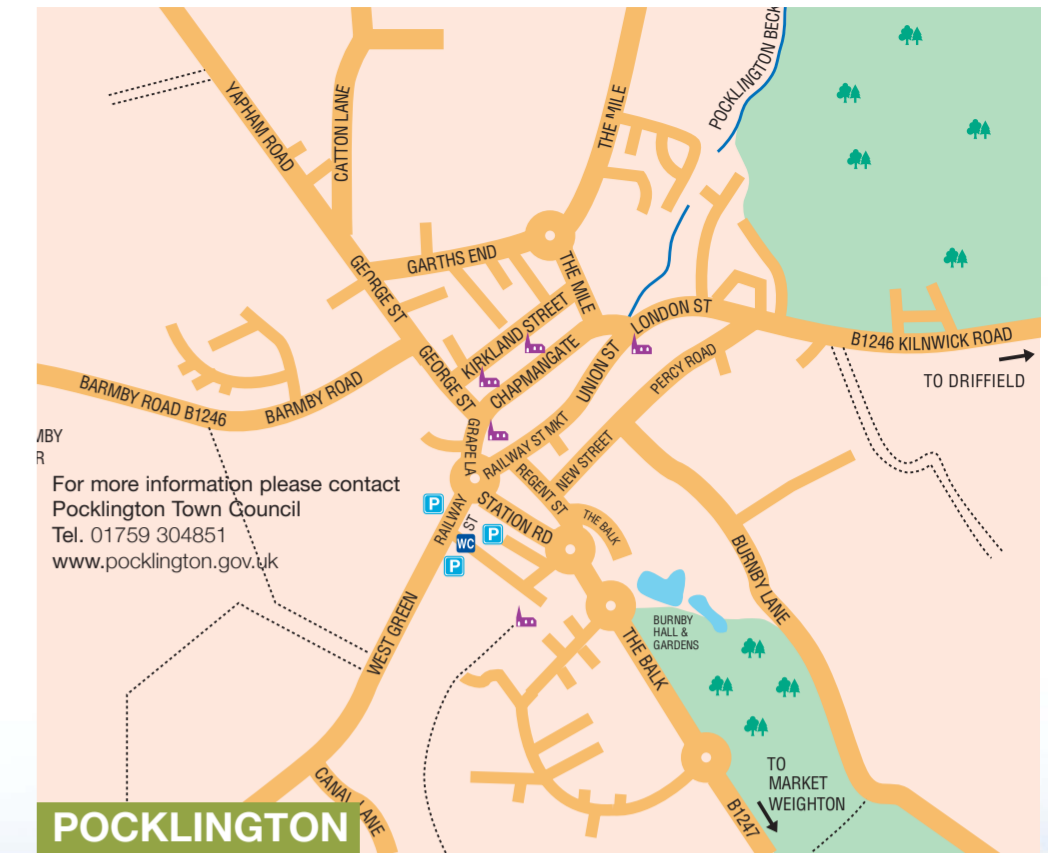 POCKLINGTON BECK
YAPHAM ROAD
CATTON LANE
THE MILE
GARTHS END
GEORGE ST
THE MILE
KIRKLAND STREET
LONDON ST
B1246 KILNWICK ROAD
TO DRIFFIELD
CHAPMANGATE
UNION ST
PERCY ROAD
GEORGE ST
BARMBY ROAD B1246
BARMBY ROAD
GRAPE LA
RAILWAY ST MKT
REGENT ST
NEW STREET
MBY
R
For more information please contact
Pocklington Town Council
Tel. 01759 304851
www.pocklington.gov.uk
P
RAILWAY ST
STATION RD
P
WC
P
THE BALK
BURNBY LANE
WEST GREEN
BURNBY
HALL &
GARDENS
THE BALK
TO
MARKET
WEIGHTON
B1247
CANAL LANE
POCKLINGTON